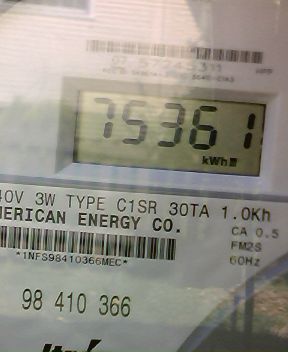 75361
kWh
40V 3W TYPE C1SR 30TA 1.0Kh
MERICAN ENERGY CO.
CA 0.5
FM2S
60Hz
*1NFS98410366MEC*
98 410 366